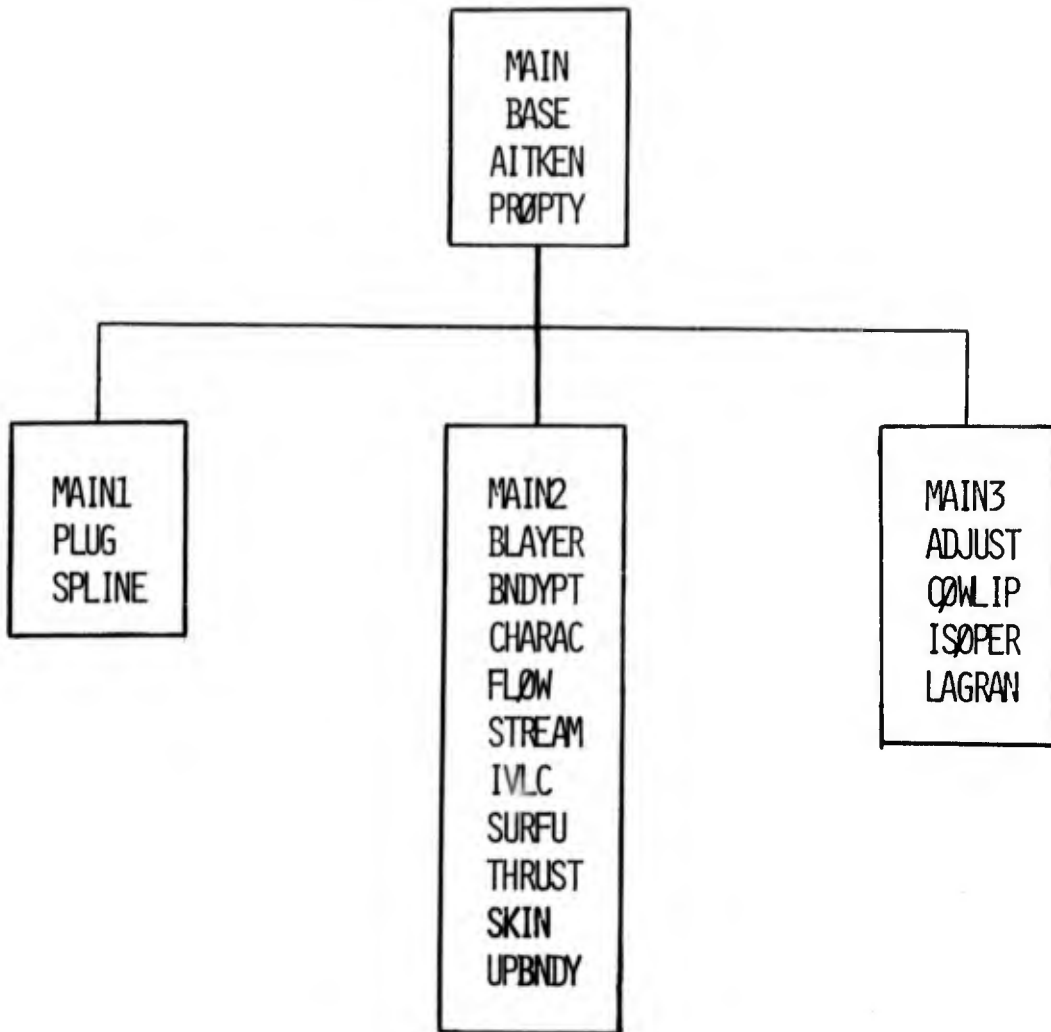 MAIN
BASE
AITKEN
PRØPTY
MAIN1
PLUG
SPLINE
MAIN2
BLAYER
BNDYPT
CHARAC
FLØW
STREAM
IVLC
SURFU
THRUST
SKIN
UPBNDY
MAIN3
ADJUST
CØWLIP
ISØPER
LAGRAN